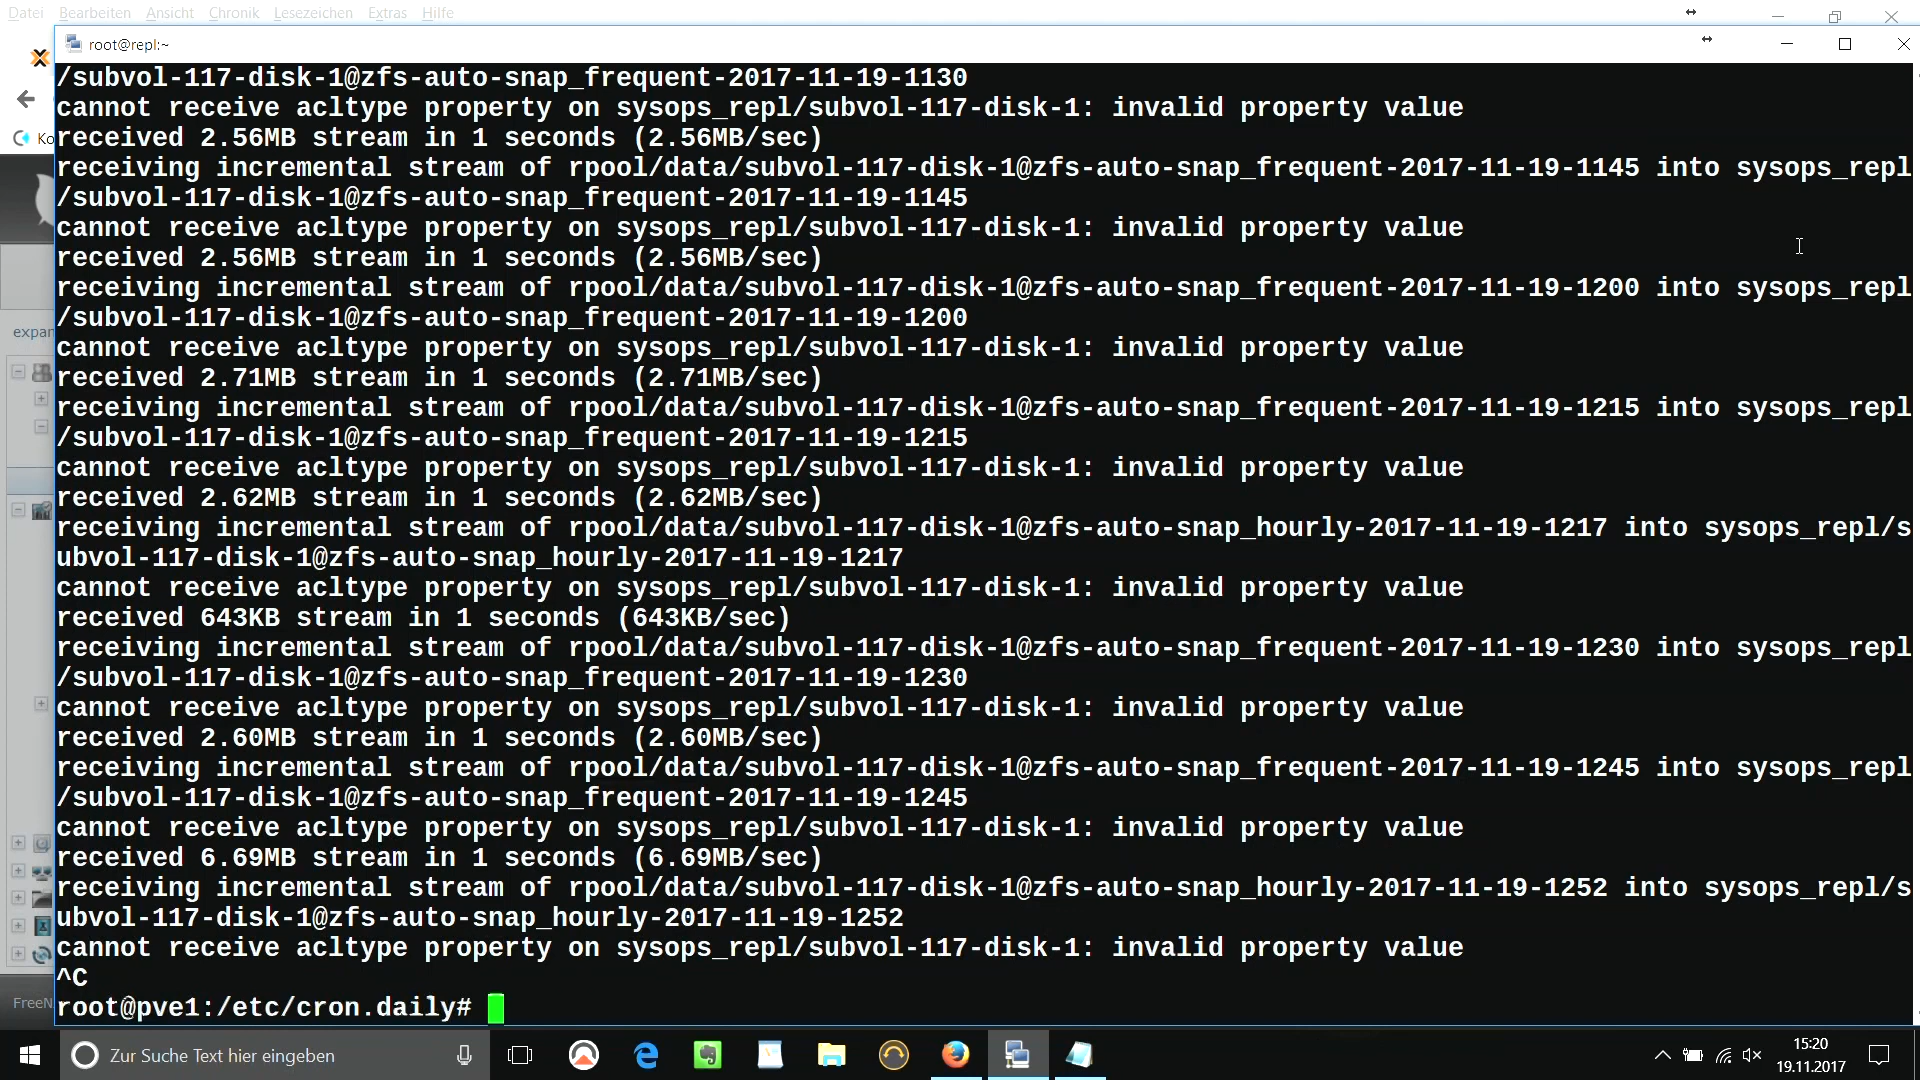 Datei Bearbeiten Ansicht Chronik Lesezeichen Extras Hilfe
root@repl:~
/subvol-117-disk-1@zfs-auto-snap_frequent-2017-11-19-1130
cannot receive acltype property on sysops_repl/subvol-117-disk-1: invalid property value
received 2.56MB stream in 1 seconds (2.56MB/sec)
receiving incremental stream of rpool/data/subvol-117-disk-1@zfs-auto-snap_frequent-2017-11-19-1145 into sysops_repl
/subvol-117-disk-1@zfs-auto-snap_frequent-2017-11-19-1145
cannot receive acltype property on sysops_repl/subvol-117-disk-1: invalid property value
received 2.56MB stream in 1 seconds (2.56MB/sec)
receiving incremental stream of rpool/data/subvol-117-disk-1@zfs-auto-snap_frequent-2017-11-19-1200 into sysops_repl
/subvol-117-disk-1@zfs-auto-snap_frequent-2017-11-19-1200
cannot receive acltype property on sysops_repl/subvol-117-disk-1: invalid property value
received 2.71MB stream in 1 seconds (2.71MB/sec)
receiving incremental stream of rpool/data/subvol-117-disk-1@zfs-auto-snap_frequent-2017-11-19-1215 into sysops_repl
/subvol-117-disk-1@zfs-auto-snap_frequent-2017-11-19-1215
cannot receive acltype property on sysops_repl/subvol-117-disk-1: invalid property value
received 2.62MB stream in 1 seconds (2.62MB/sec)
receiving incremental stream of rpool/data/subvol-117-disk-1@zfs-auto-snap_hourly-2017-11-19-1217 into sysops_repl/s
ubvol-117-disk-1@zfs-auto-snap_hourly-2017-11-19-1217
cannot receive acltype property on sysops_repl/subvol-117-disk-1: invalid property value
received 643KB stream in 1 seconds (643KB/sec)
receiving incremental stream of rpool/data/subvol-117-disk-1@zfs-auto-snap_frequent-2017-11-19-1230 into sysops_repl
/subvol-117-disk-1@zfs-auto-snap_frequent-2017-11-19-1230
cannot receive acltype property on sysops_repl/subvol-117-disk-1: invalid property value
received 2.60MB stream in 1 seconds (2.60MB/sec)
receiving incremental stream of rpool/data/subvol-117-disk-1@zfs-auto-snap_frequent-2017-11-19-1245 into sysops_repl
/subvol-117-disk-1@zfs-auto-snap_frequent-2017-11-19-1245
cannot receive acltype property on sysops_repl/subvol-117-disk-1: invalid property value
received 6.69MB stream in 1 seconds (6.69MB/sec)
receiving incremental stream of rpool/data/subvol-117-disk-1@zfs-auto-snap_hourly-2017-11-19-1252 into sysops_repl/s
ubvol-117-disk-1@zfs-auto-snap_hourly-2017-11-19-1252
cannot receive acltype property on sysops_repl/subvol-117-disk-1: invalid property value
^C
root@pve1:/etc/cron.daily#
Ko
expan
FreeN
Zur Suche Text hier eingeben
15:20
19.11.2017